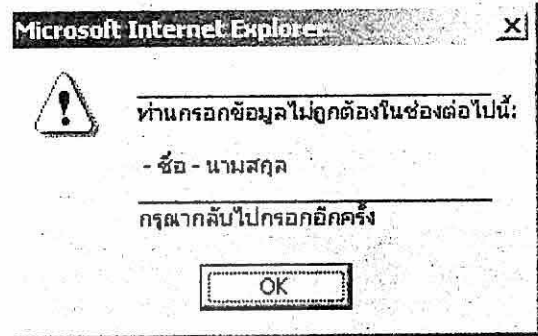 Microsoft Internet Explorer
ท่านกรอกข้อมูลไม่ถูกต้องในช่องต่อไปนี้:
- ชื่อ - นามสกุล
กรุณากลับไปกรอกอีกครั้ง
OK